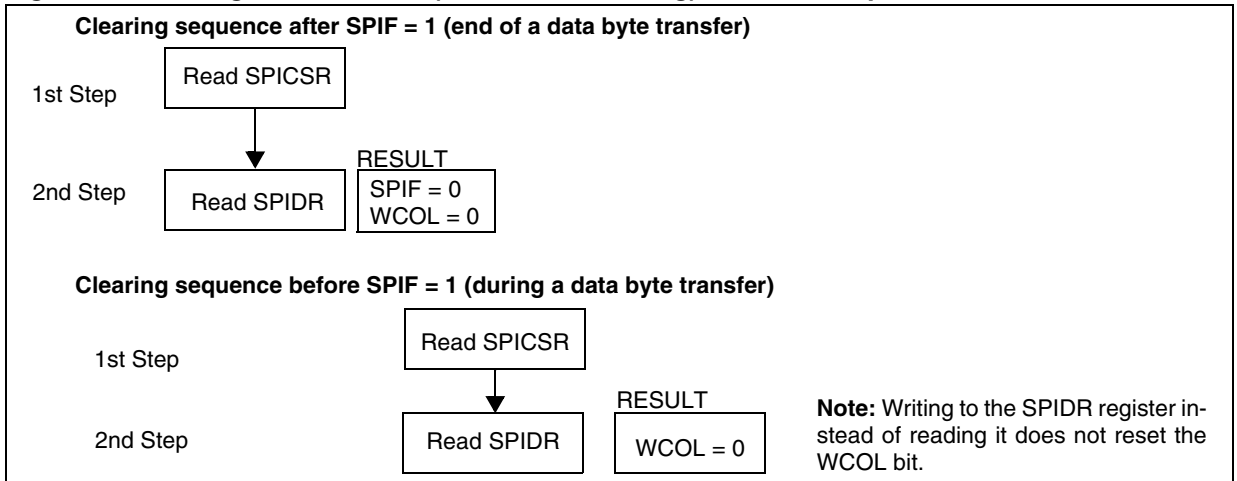 Clearing sequence after SPIF = 1 (end of a data byte transfer)
Read SPICSR
1st Step
RESULT
2nd Step
Read SPIDR
SPIF = 0
WCOL = 0
Clearing sequence before SPIF = 1 (during a data byte transfer)
Read SPICSR
1st Step
RESULT
2nd Step
Read SPIDR
WCOL = 0
Note: Writing to the SPIDR register in-
stead of reading it does not reset the
WCOL bit.